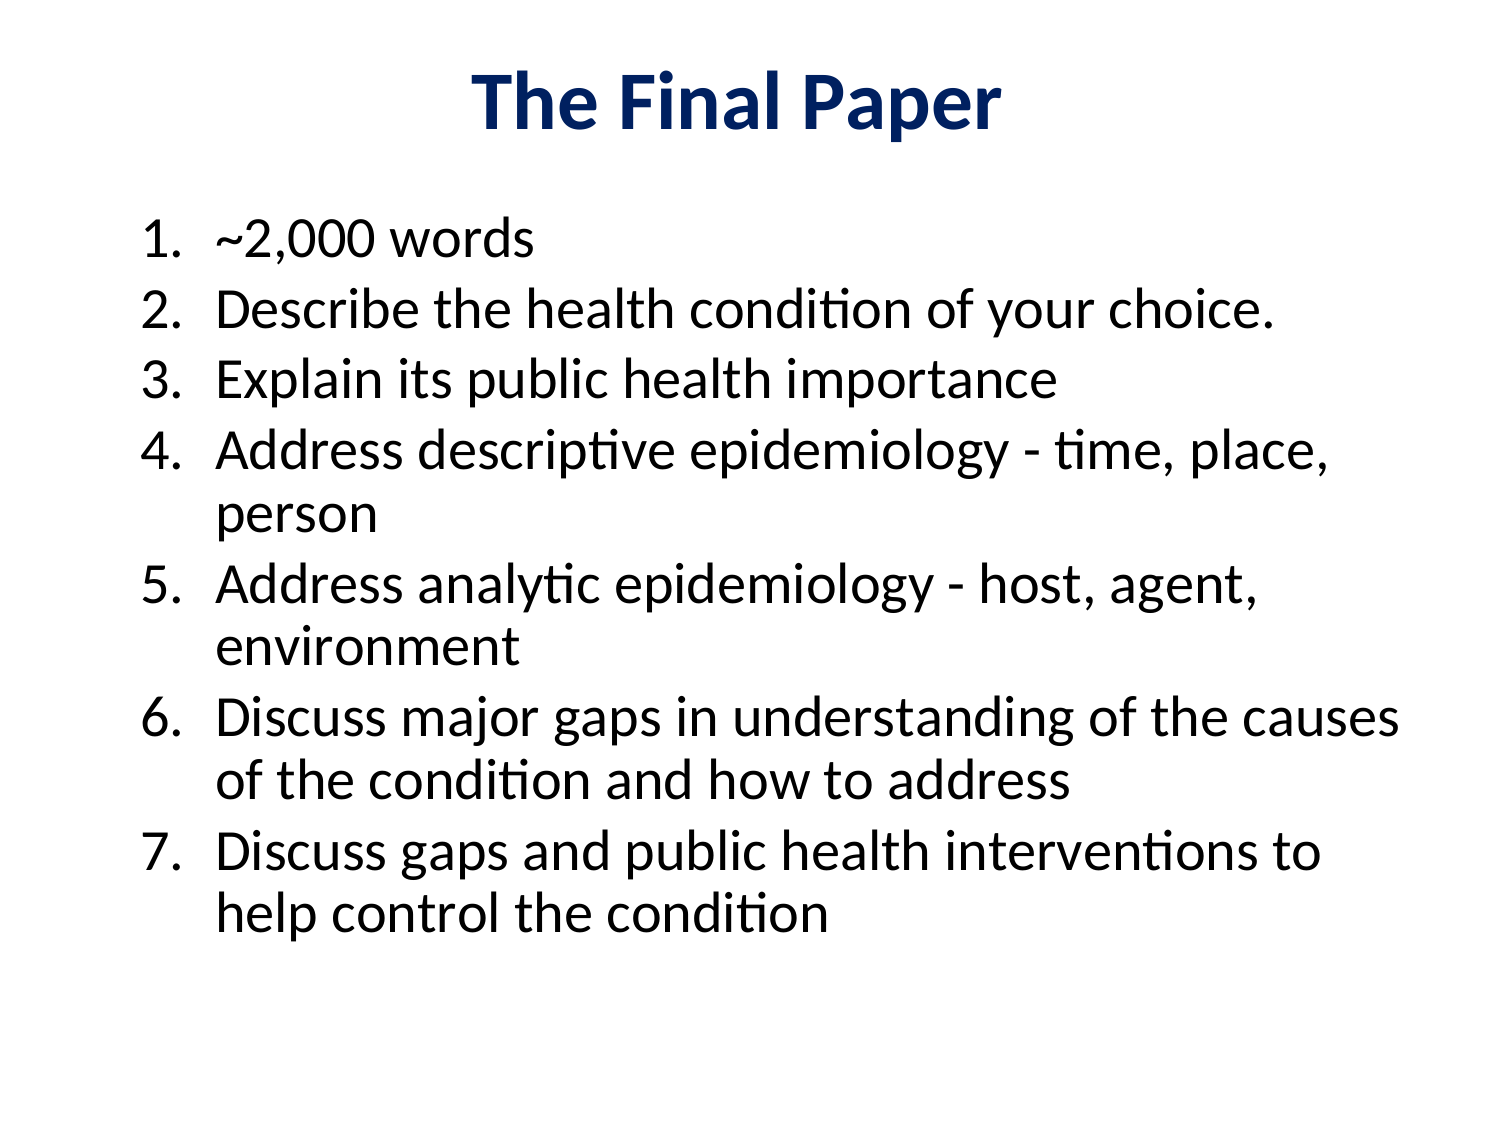 The Final Paper
1. ~2,000 words
2. Describe the health condition of your choice.
3. Explain its public health importance
4. Address descriptive epidemiology - time, place,
person
5. Address analytic epidemiology - host, agent,
environment
6. Discuss major gaps in understanding of the causes
of the condition and how to address
7. Discuss gaps and public health interventions to
help control the condition